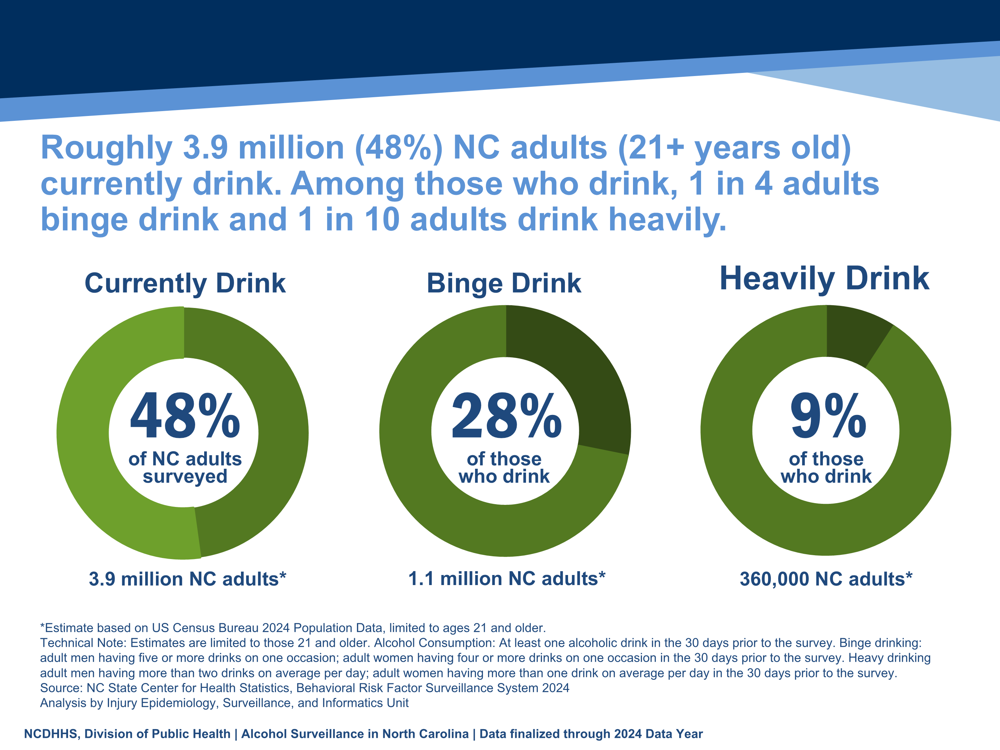 Roughly 3.9 million (48%) NC adults (21+ years old)
currently drink. Among those who drink, 1 in 4 adults
binge drink and 1 in 10 adults drink heavily.
Currently Drink
48%
of NC adults
surveyed
3.9 million NC adults*
Binge Drink
28%
of those
who drink
1.1 million NC adults*
Heavily Drink
9%
of those
who drink
360,000 NC adults*
*Estimate based on US Census Bureau 2024 Population Data, limited to ages 21 and older.
Technical Note: Estimates are limited to those 21 and older. Alcohol Consumption: At least one alcoholic drink in the 30 days prior to the survey. Binge drinking:
adult men having five or more drinks on one occasion; adult women having four or more drinks on one occasion in the 30 days prior to the survey. Heavy drinking
adult men having more than two drinks on average per day; adult women having more than one drink on average per day in the 30 days prior to the survey.
Source: NC State Center for Health Statistics, Behavioral Risk Factor Surveillance System 2024
Analysis by Injury Epidemiology, Surveillance, and Informatics Unit
NCDHHS, Division of Public Health | Alcohol Surveillance in North Carolina | Data finalized through 2024 Data Year